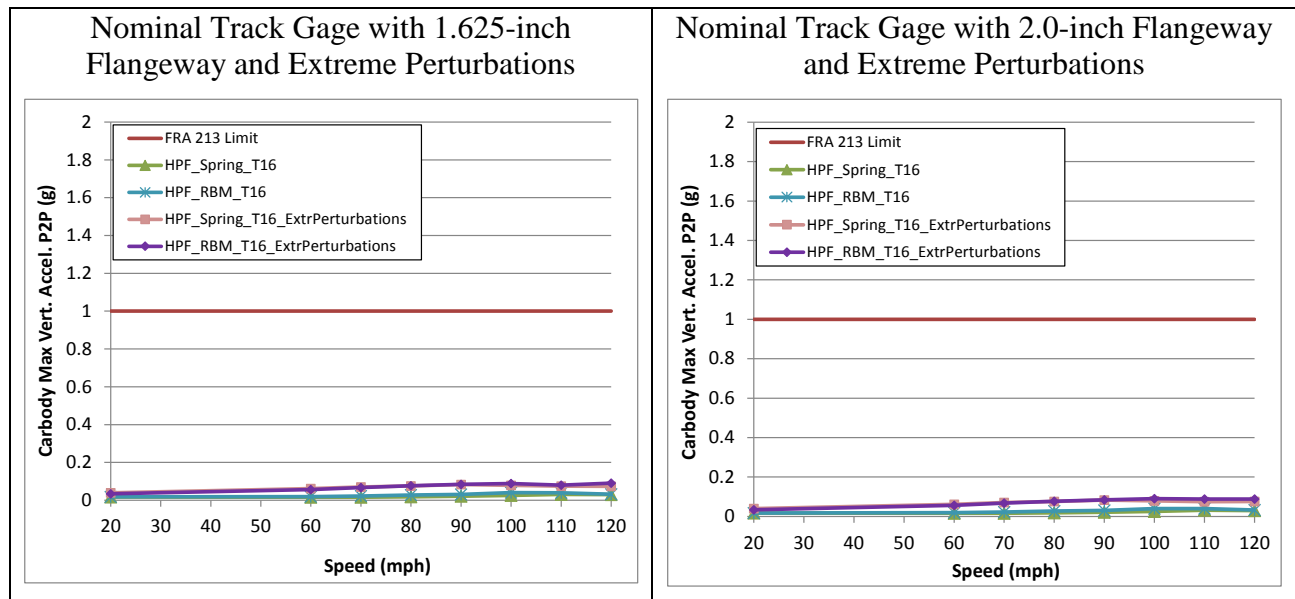 Nominal Track Gage with 1.625-inch
Flangeway and Extreme Perturbations
Carbody Max Vert. Accel. P2P (g)
2
1.8
1.6
1.4
1.2
1
0.8
0.6
0.4
0.2
0
FRA 213 Limit
HPF_Spring_T16
HPF_RBM_T16
HPF_Spring_T16_ExtrPerturbations
HPF_RBM_T16_ExtrPerturbations
20 30 40 50 60 70 80 90 100 110 120
Speed (mph)
Nominal Track Gage with 2.0-inch Flangeway
and Extreme Perturbations
Carbody Max Vert. Accel. P2P (g)
2
1.8
1.6
1.4
1.2
1
0.8
0.6
0.4
0.2
0
FRA 213 Limit
HPF_Spring_T16
HPF_RBM_T16
HPF_Spring_T16_ExtrPerturbations
HPF_RBM_T16_ExtrPerturbations
20 30 40 50 60 70 80 90 100 110 120
Speed (mph)